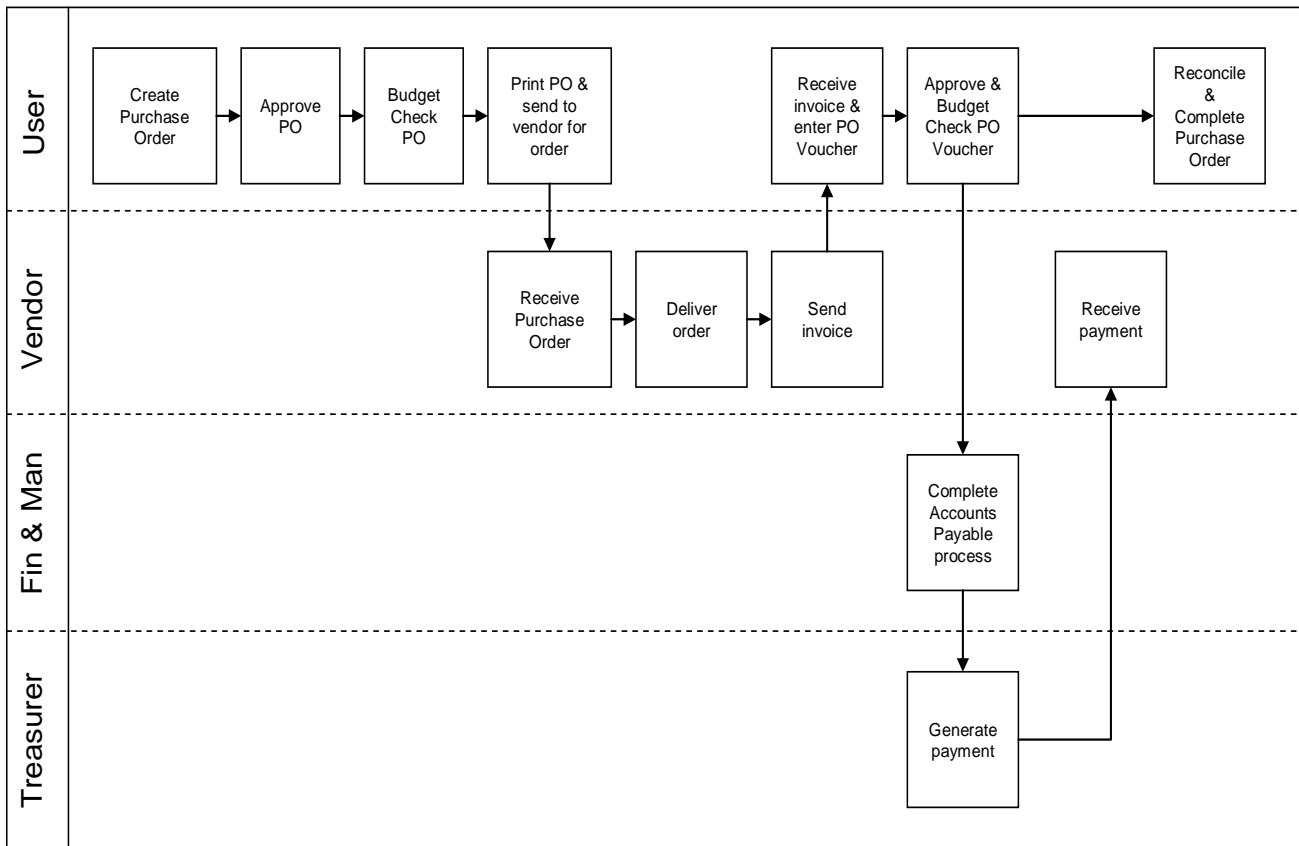 User
Create
Purchase
Order
Approve
PO
Budget
Check
PO
Print PO &
send to
vendor for
order
Receive
invoice &
enter PO
Voucher
Approve &
Budget
Check PO
Voucher
Reconcile
&
Complete
Purchase
Order
Vendor
Receive
Purchase
Order
Deliver
order
Send
invoice
Receive
payment
Fin & Man
Complete
Accounts
Payable
process
Treasurer
Generate
payment